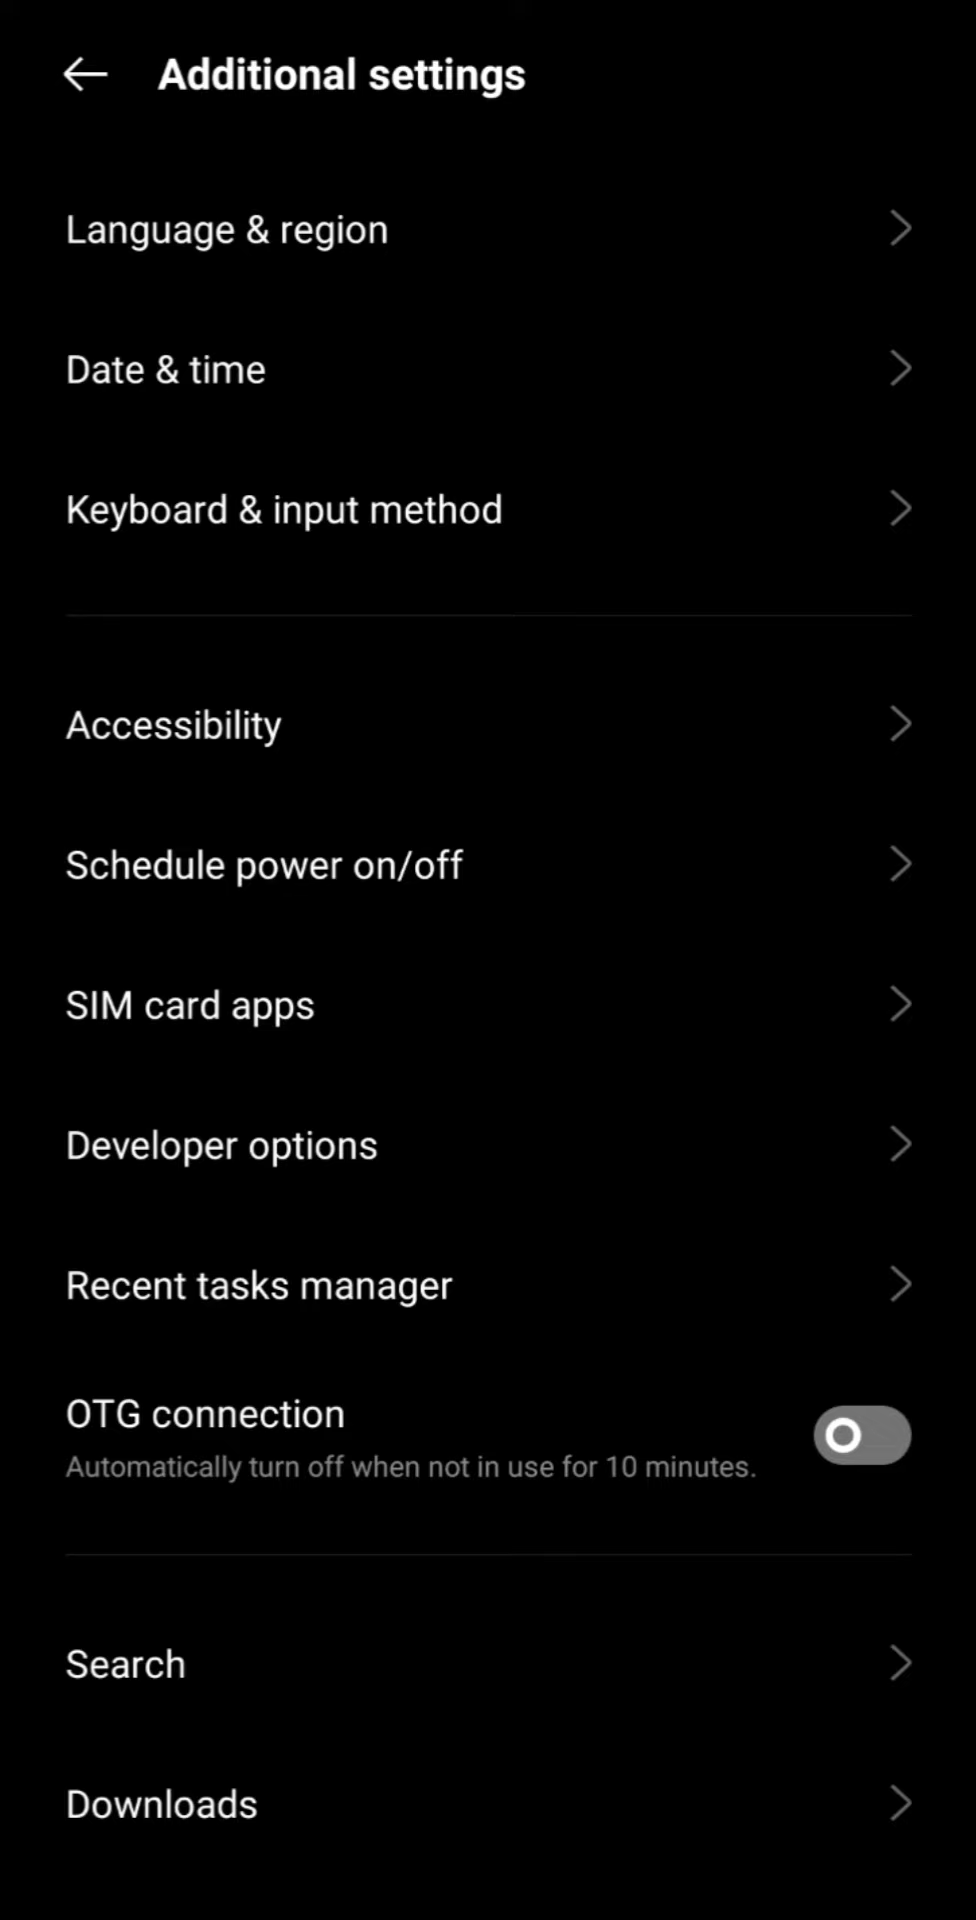 Additional settings
Language & region
Date & time
Keyboard & input method
Accessibility
Schedule power on/off
SIM card apps
Developer options
Recent tasks manager
OTG connection
Automatically turn off when not in use for 10 minutes.
Search
Downloads